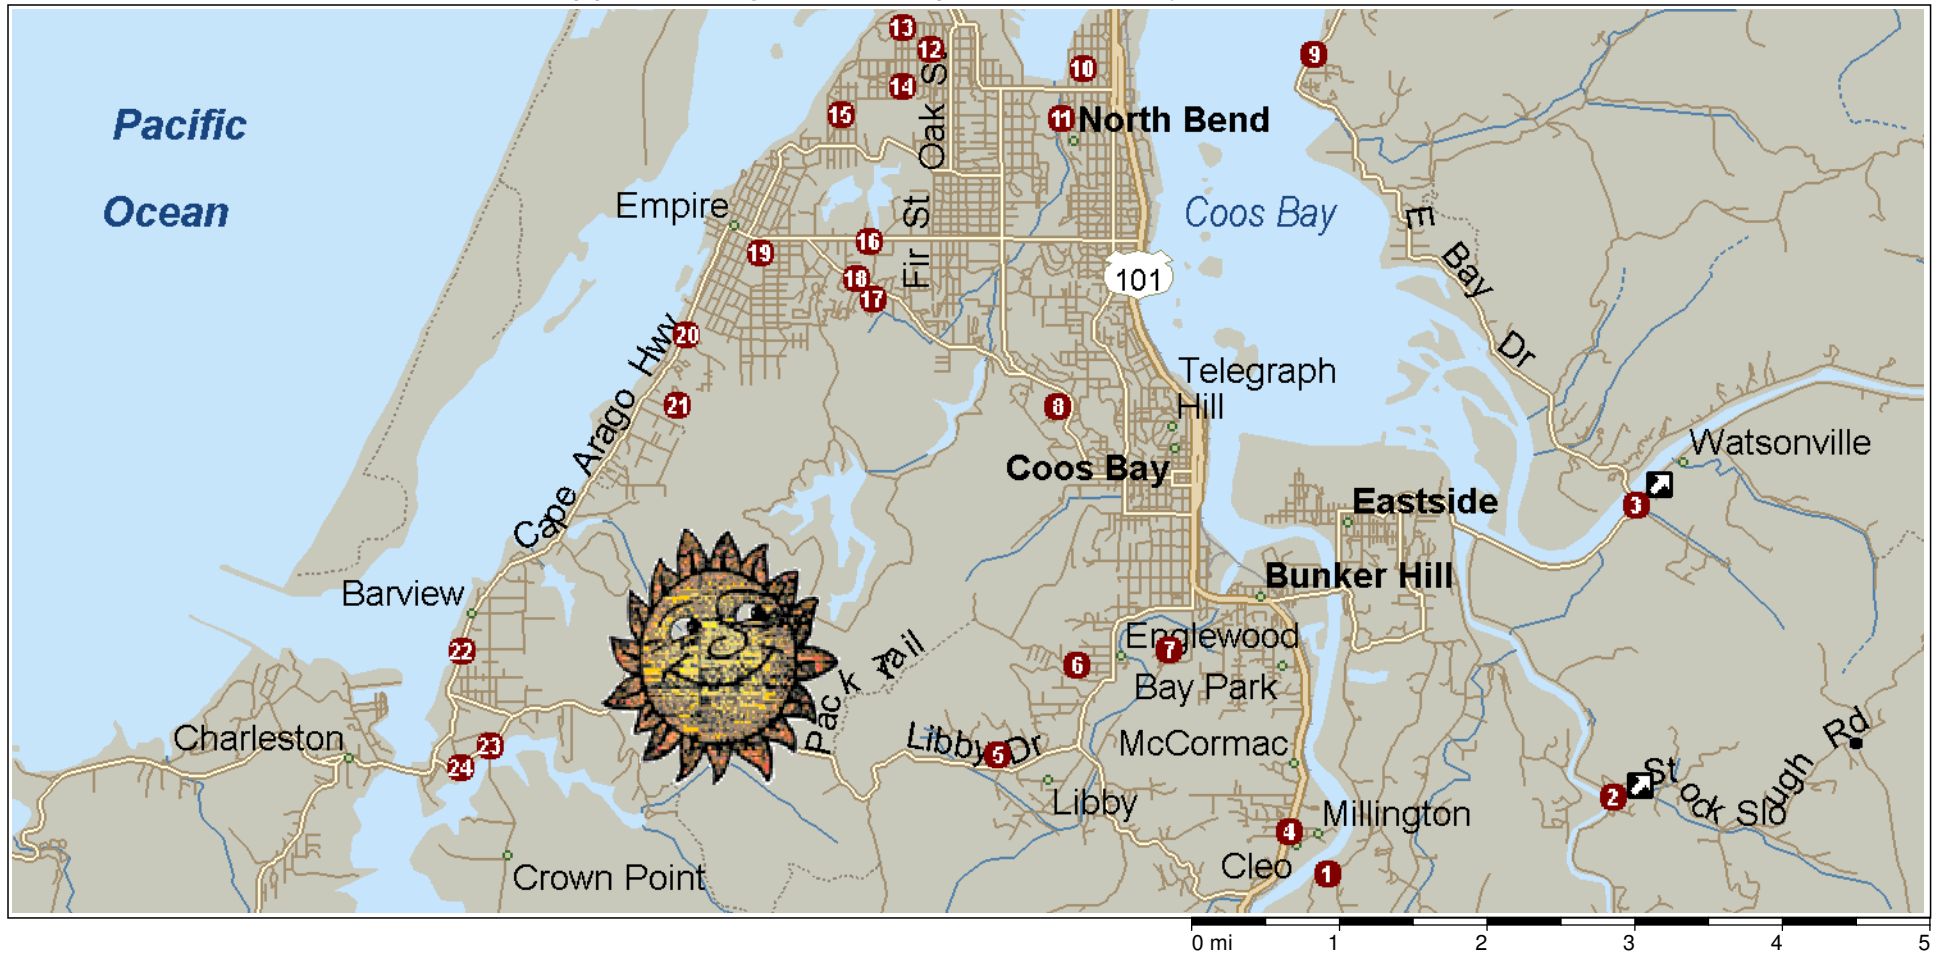 13
12
9
10
14
Pacific
15
11 North Bend
Oak St
Empire
Ocean
Fir St
Coos Bay
E Bay Dr
16
19
18
101
17
20
Cape Arago Hwy
Telegraph
Hill
21
8
Watsonville
Coos Bay
Eastside
3
Bunker Hill
Barview
Englewood
22
7
6
Pack Trail
Bay Park
Charleston
23
24
Libby Dr
5
McCormac
Stock Slough Rd
2
Libby
Millington
4
Cleo
1
Crown Point
0 mi 1 2 3 4 5